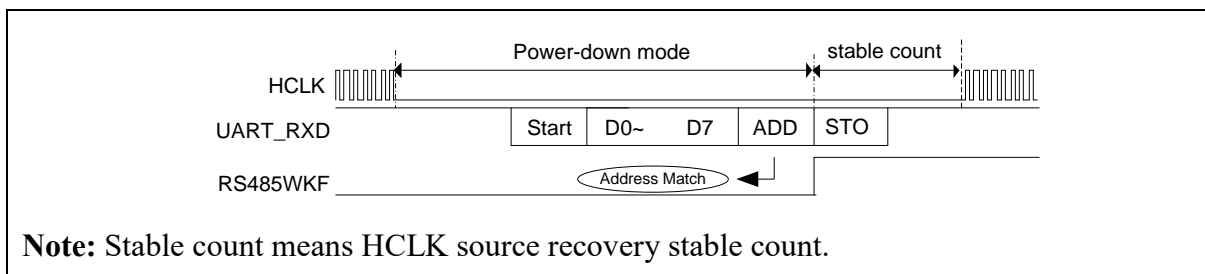 Power-down mode stable count
HCLK
UART_RXD Start D0~ D7 ADD STO
RS485WKF Address Match
Note: Stable count means HCLK source recovery stable count.